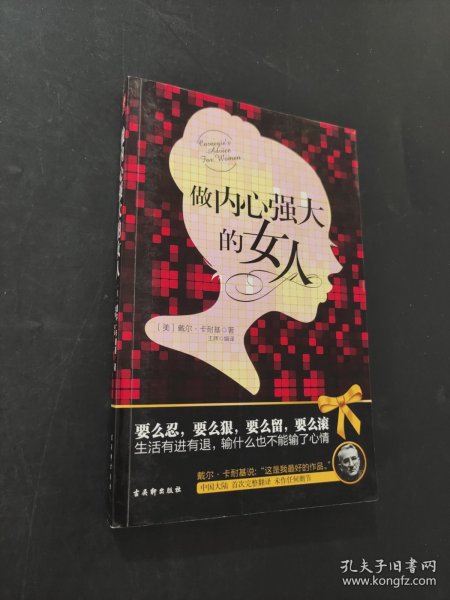 Carnegie's
Advice
For Women
做内心强大
的女人
[美]戴尔·卡耐基◎著
王晖◎编译
要么忍，要么狠，要么留，要么滚
生活有进有退，输什么也不能输了心情
戴尔·卡耐基说：“这是我最好的作品。”
中国大陆 首次完整翻译 未作任何删节
古吴轩出版社
孔夫子旧书网
www.kongfz.com